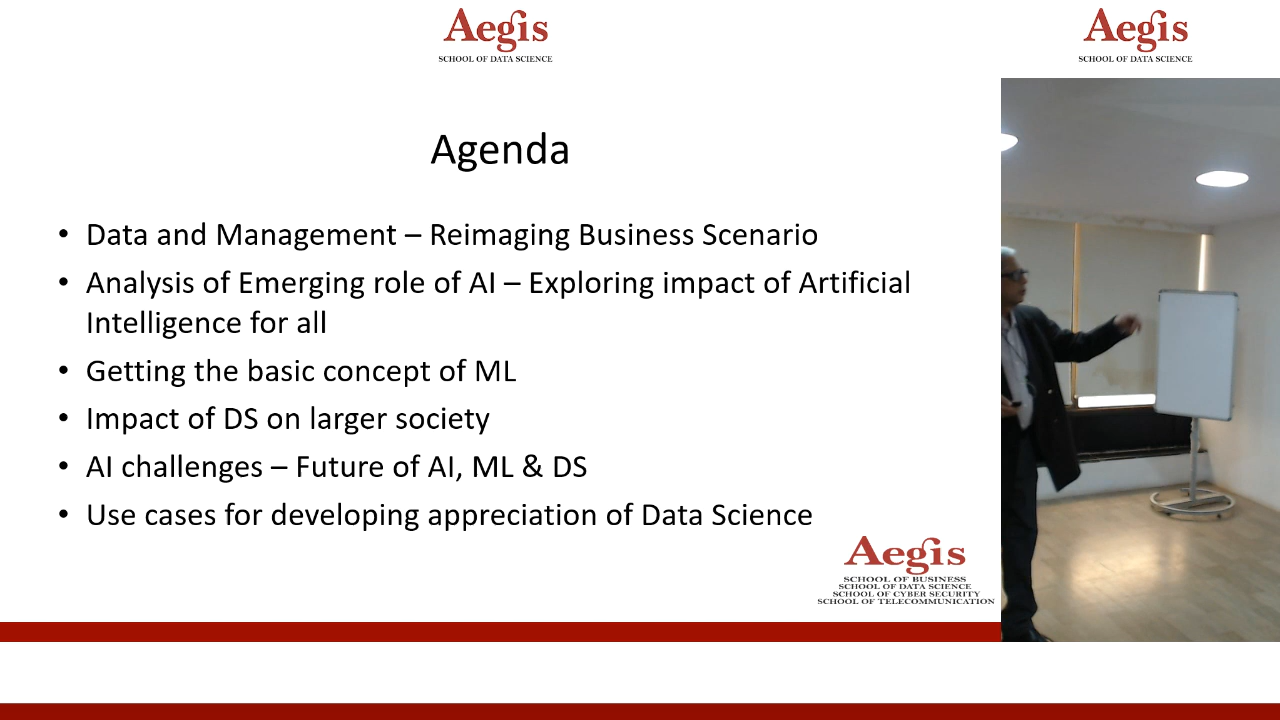 Aegis
SCHOOL OF DATA SCIENCE
Aegis
SCHOOL OF DATA SCIENCE
Agenda
• Data and Management – Reimaging Business Scenario
• Analysis of Emerging role of AI – Exploring impact of Artificial
Intelligence for all
• Getting the basic concept of ML
• Impact of DS on larger society
• AI challenges – Future of AI, ML & DS
• Use cases for developing appreciation of Data Science
Aegis
SCHOOL OF BUSINESS
SCHOOL OF DATA SCIENCE
SCHOOL OF CYBER SECURITY
SCHOOL OF TELECOMMUNICATION